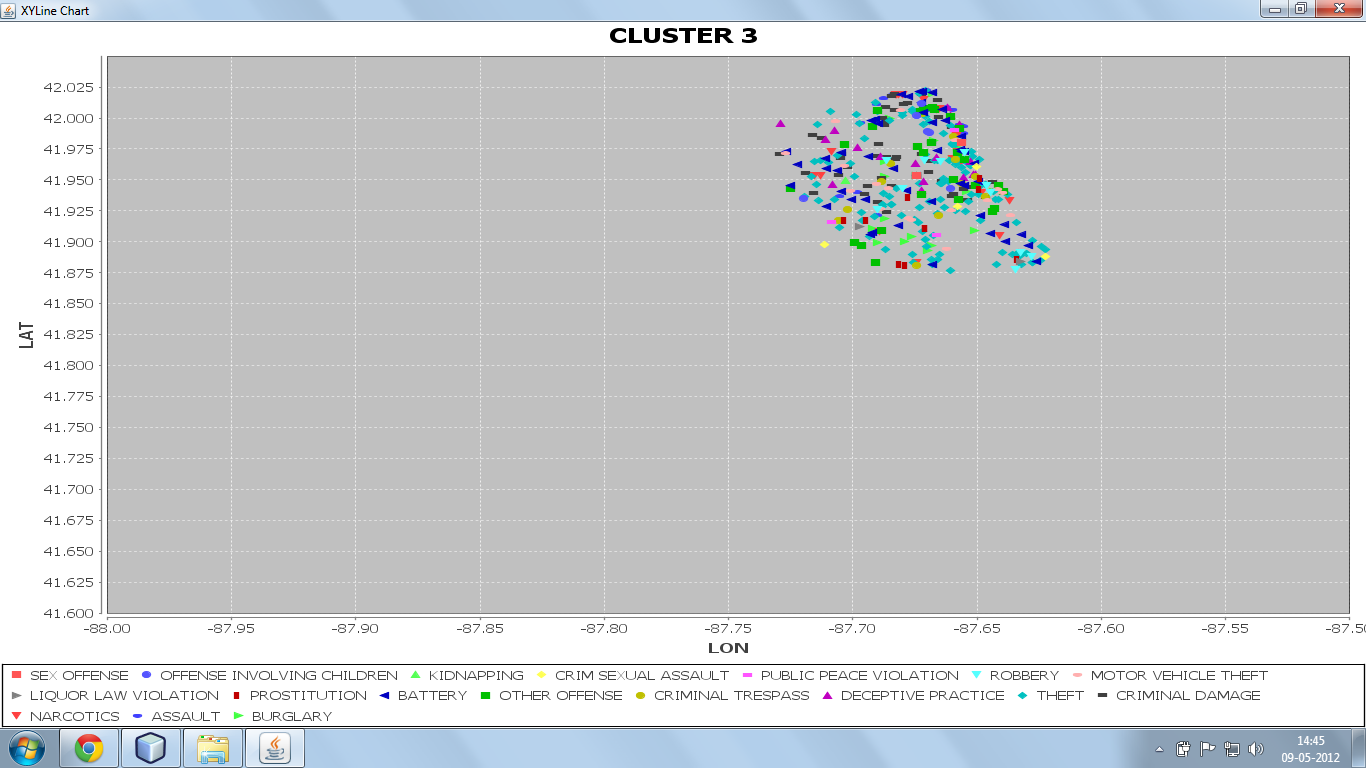 XYLine Chart
CLUSTER 3
LAT
42.025
42.000
41.975
41.950
41.925
41.900
41.875
41.850
41.825
41.800
41.775
41.750
41.725
41.700
41.675
41.650
41.625
41.600
-88.00 -87.95 -87.90 -87.85 -87.80 -87.75 -87.70 -87.65 -87.60 -87.55 -87.50
LON
SEX OFFENSE OFFENSE INVOLVING CHILDREN KIDNAPPING CRIM SEXUAL ASSAULT PUBLIC PEACE VIOLATION ROBBERY MOTOR VEHICLE THEFT
LIQUOR LAW VIOLATION PROSTITUTION BATTERY OTHER OFFENSE CRIMINAL TRESPASS DECEPTIVE PRACTICE THEFT CRIMINAL DAMAGE
NARCOTICS ASSAULT BURGLARY
14:45
09-05-2012